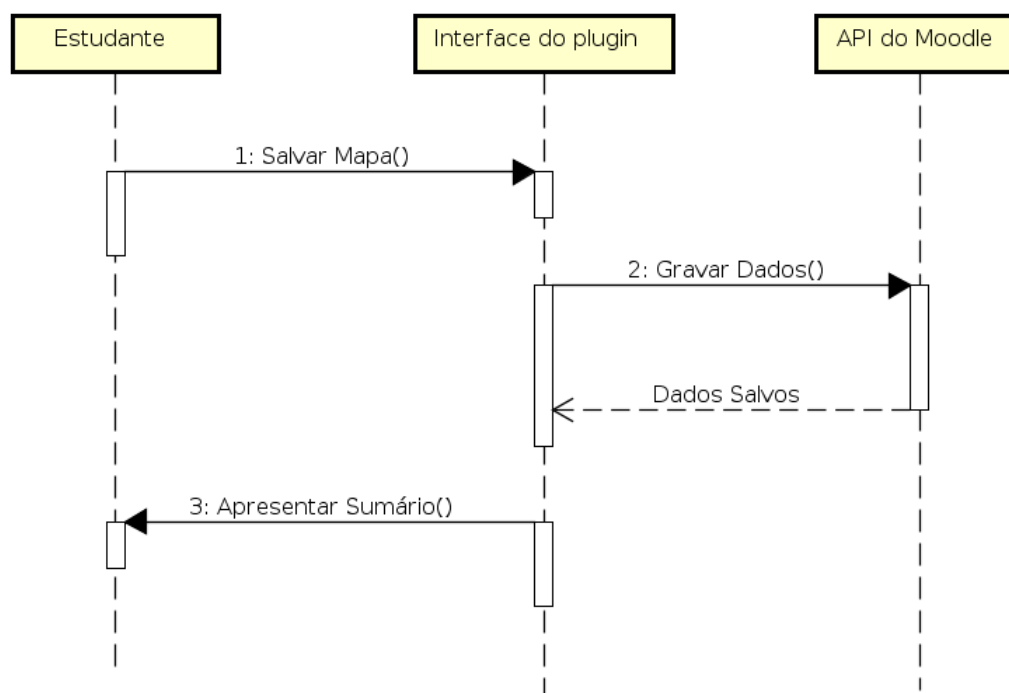 Estudante
Interface do plugin
API do Moodle
1: Salvar Mapa()
2: Gravar Dados()
Dados Salvos
3: Apresentar Sumário()